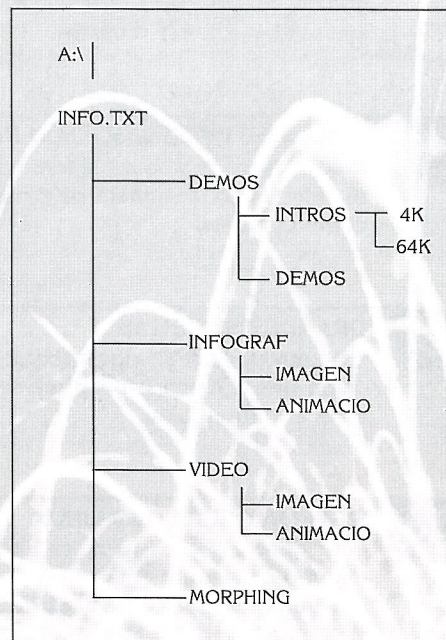 A:\
INFO.TXT
DEMOS
INTROS 4K
64K
DEMOS
INFOGRAF
IMAGEN
ANIMACIO
VIDEO
IMAGEN
ANIMACIO
MORPHING